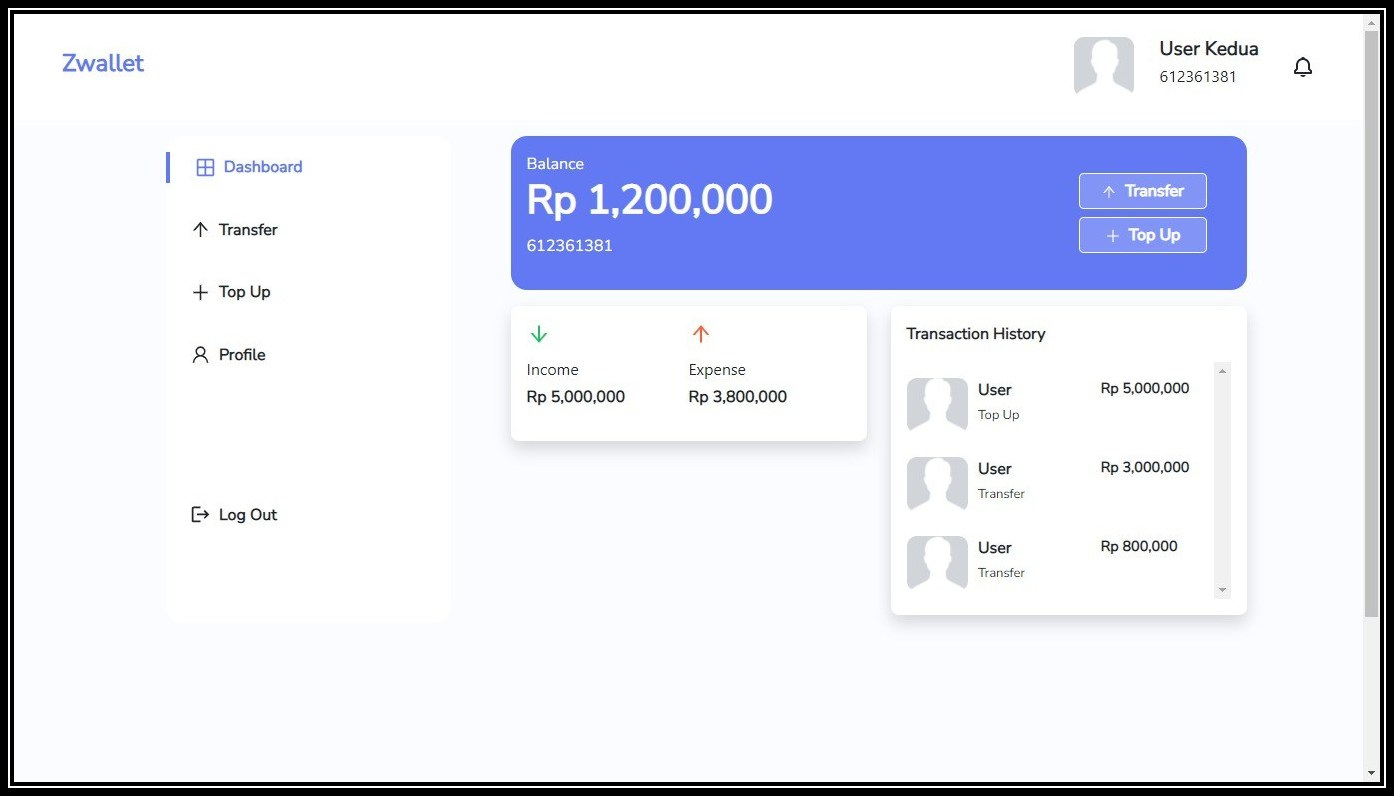 Zwallet
User Kedua
612361381
Dashboard
Transfer
Top Up
Profile
Log Out
Balance
Rp 1,200,000
612361381
Transfer
Top Up
Income
Rp 5,000,000
Expense
Rp 3,800,000
Transaction History
User
Top Up
Rp 5,000,000
User
Transfer
Rp 3,000,000
User
Transfer
Rp 800,000